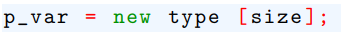 p_var = new type [size];